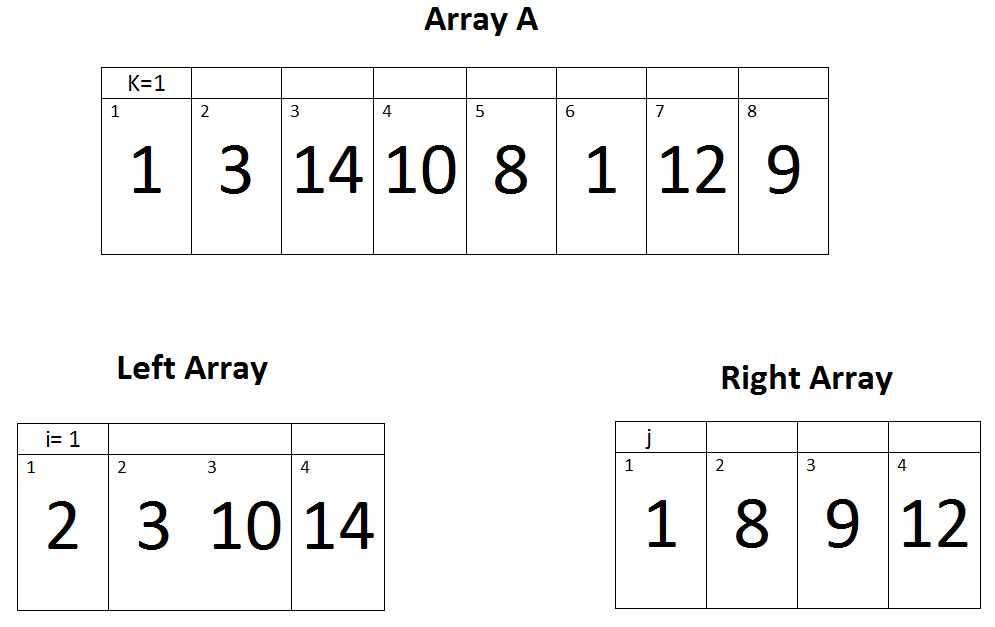 Array A
K=1
1 2 3 4 5 6 7 8
1 3 14 10 8 1 12 9
Left Array
i= 1
1 2 3 4
2 3 10 14
Right Array
j
1 2 3 4
1 8 9 12